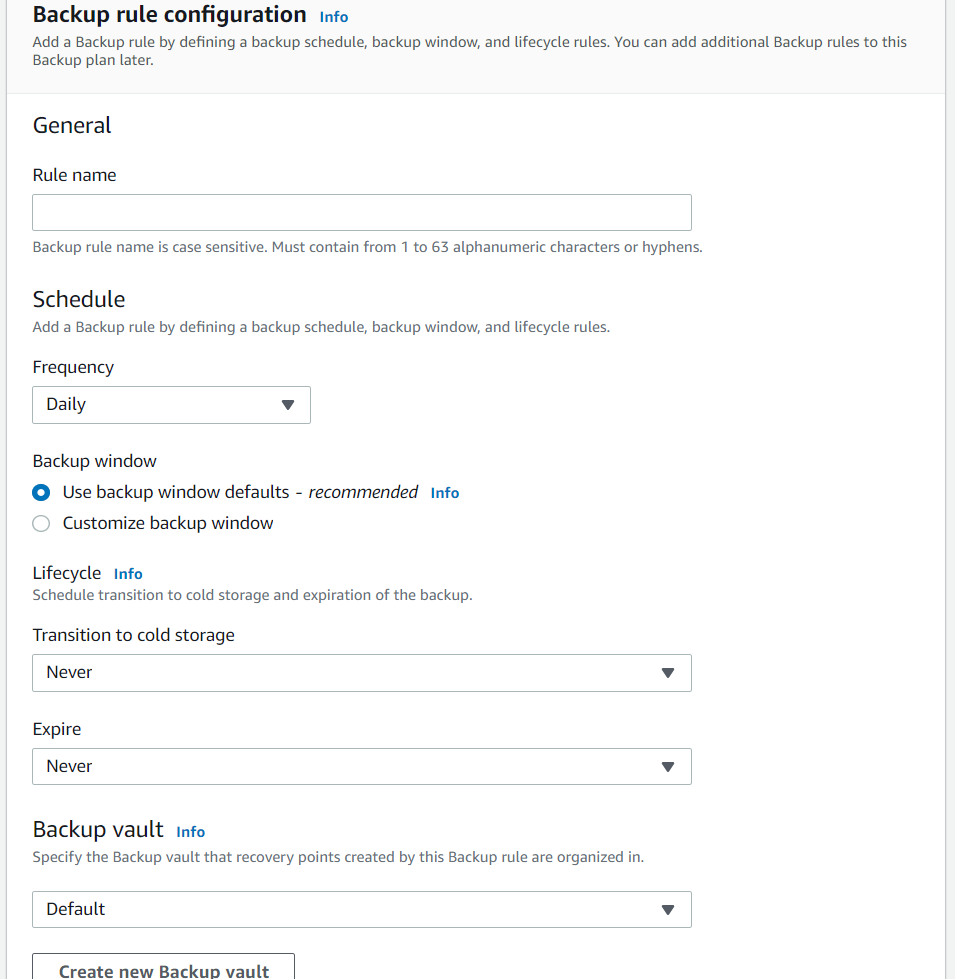 Backup rule configuration Info
Add a Backup rule by defining a backup schedule, backup window, and lifecycle rules. You can add additional Backup rules to this
Backup plan later.
General
Rule name
Backup rule name is case sensitive. Must contain from 1 to 63 alphanumeric characters or hyphens.
Schedule
Add a Backup rule by defining a backup schedule, backup window, and lifecycle rules.
Frequency
Daily
Backup window
Use backup window defaults - recommended Info
Customize backup window
Lifecycle Info
Schedule transition to cold storage and expiration of the backup.
Transition to cold storage
Never
Expire
Never
Backup vault Info
Specify the Backup vault that recovery points created by this Backup rule are organized in.
Default
Create new Backup vault